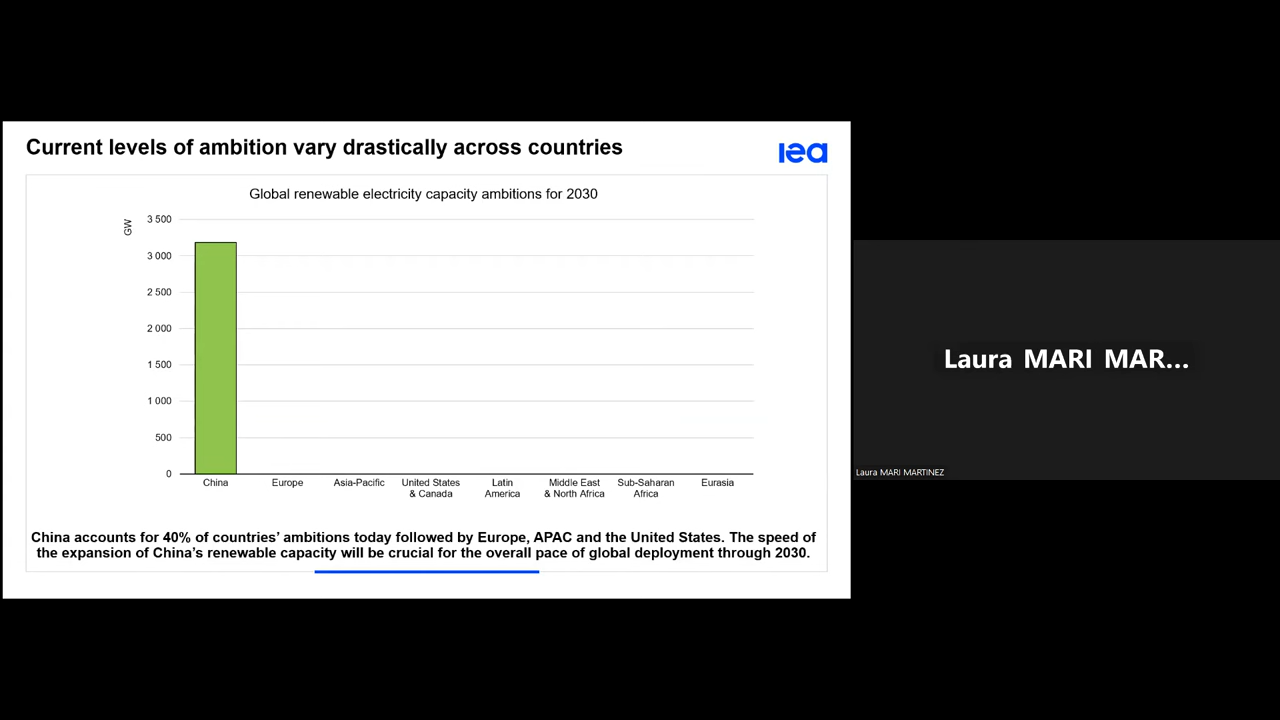 Current levels of ambition vary drastically across countries
iea
Global renewable electricity capacity ambitions for 2030
GW
3 500
3 000
2 500
2 000
1 500
1 000
500
0
China
Europe
Asia-Pacific
United States
& Canada
Latin
America
Middle East
& North Africa
Sub-Saharan
Africa
Eurasia
China accounts for 40% of countries' ambitions today followed by Europe, APAC and the United States. The speed of
the expansion of China's renewable capacity will be crucial for the overall pace of global deployment through 2030.
Laura MARI MAR...
Laura MARI MARTINEZ